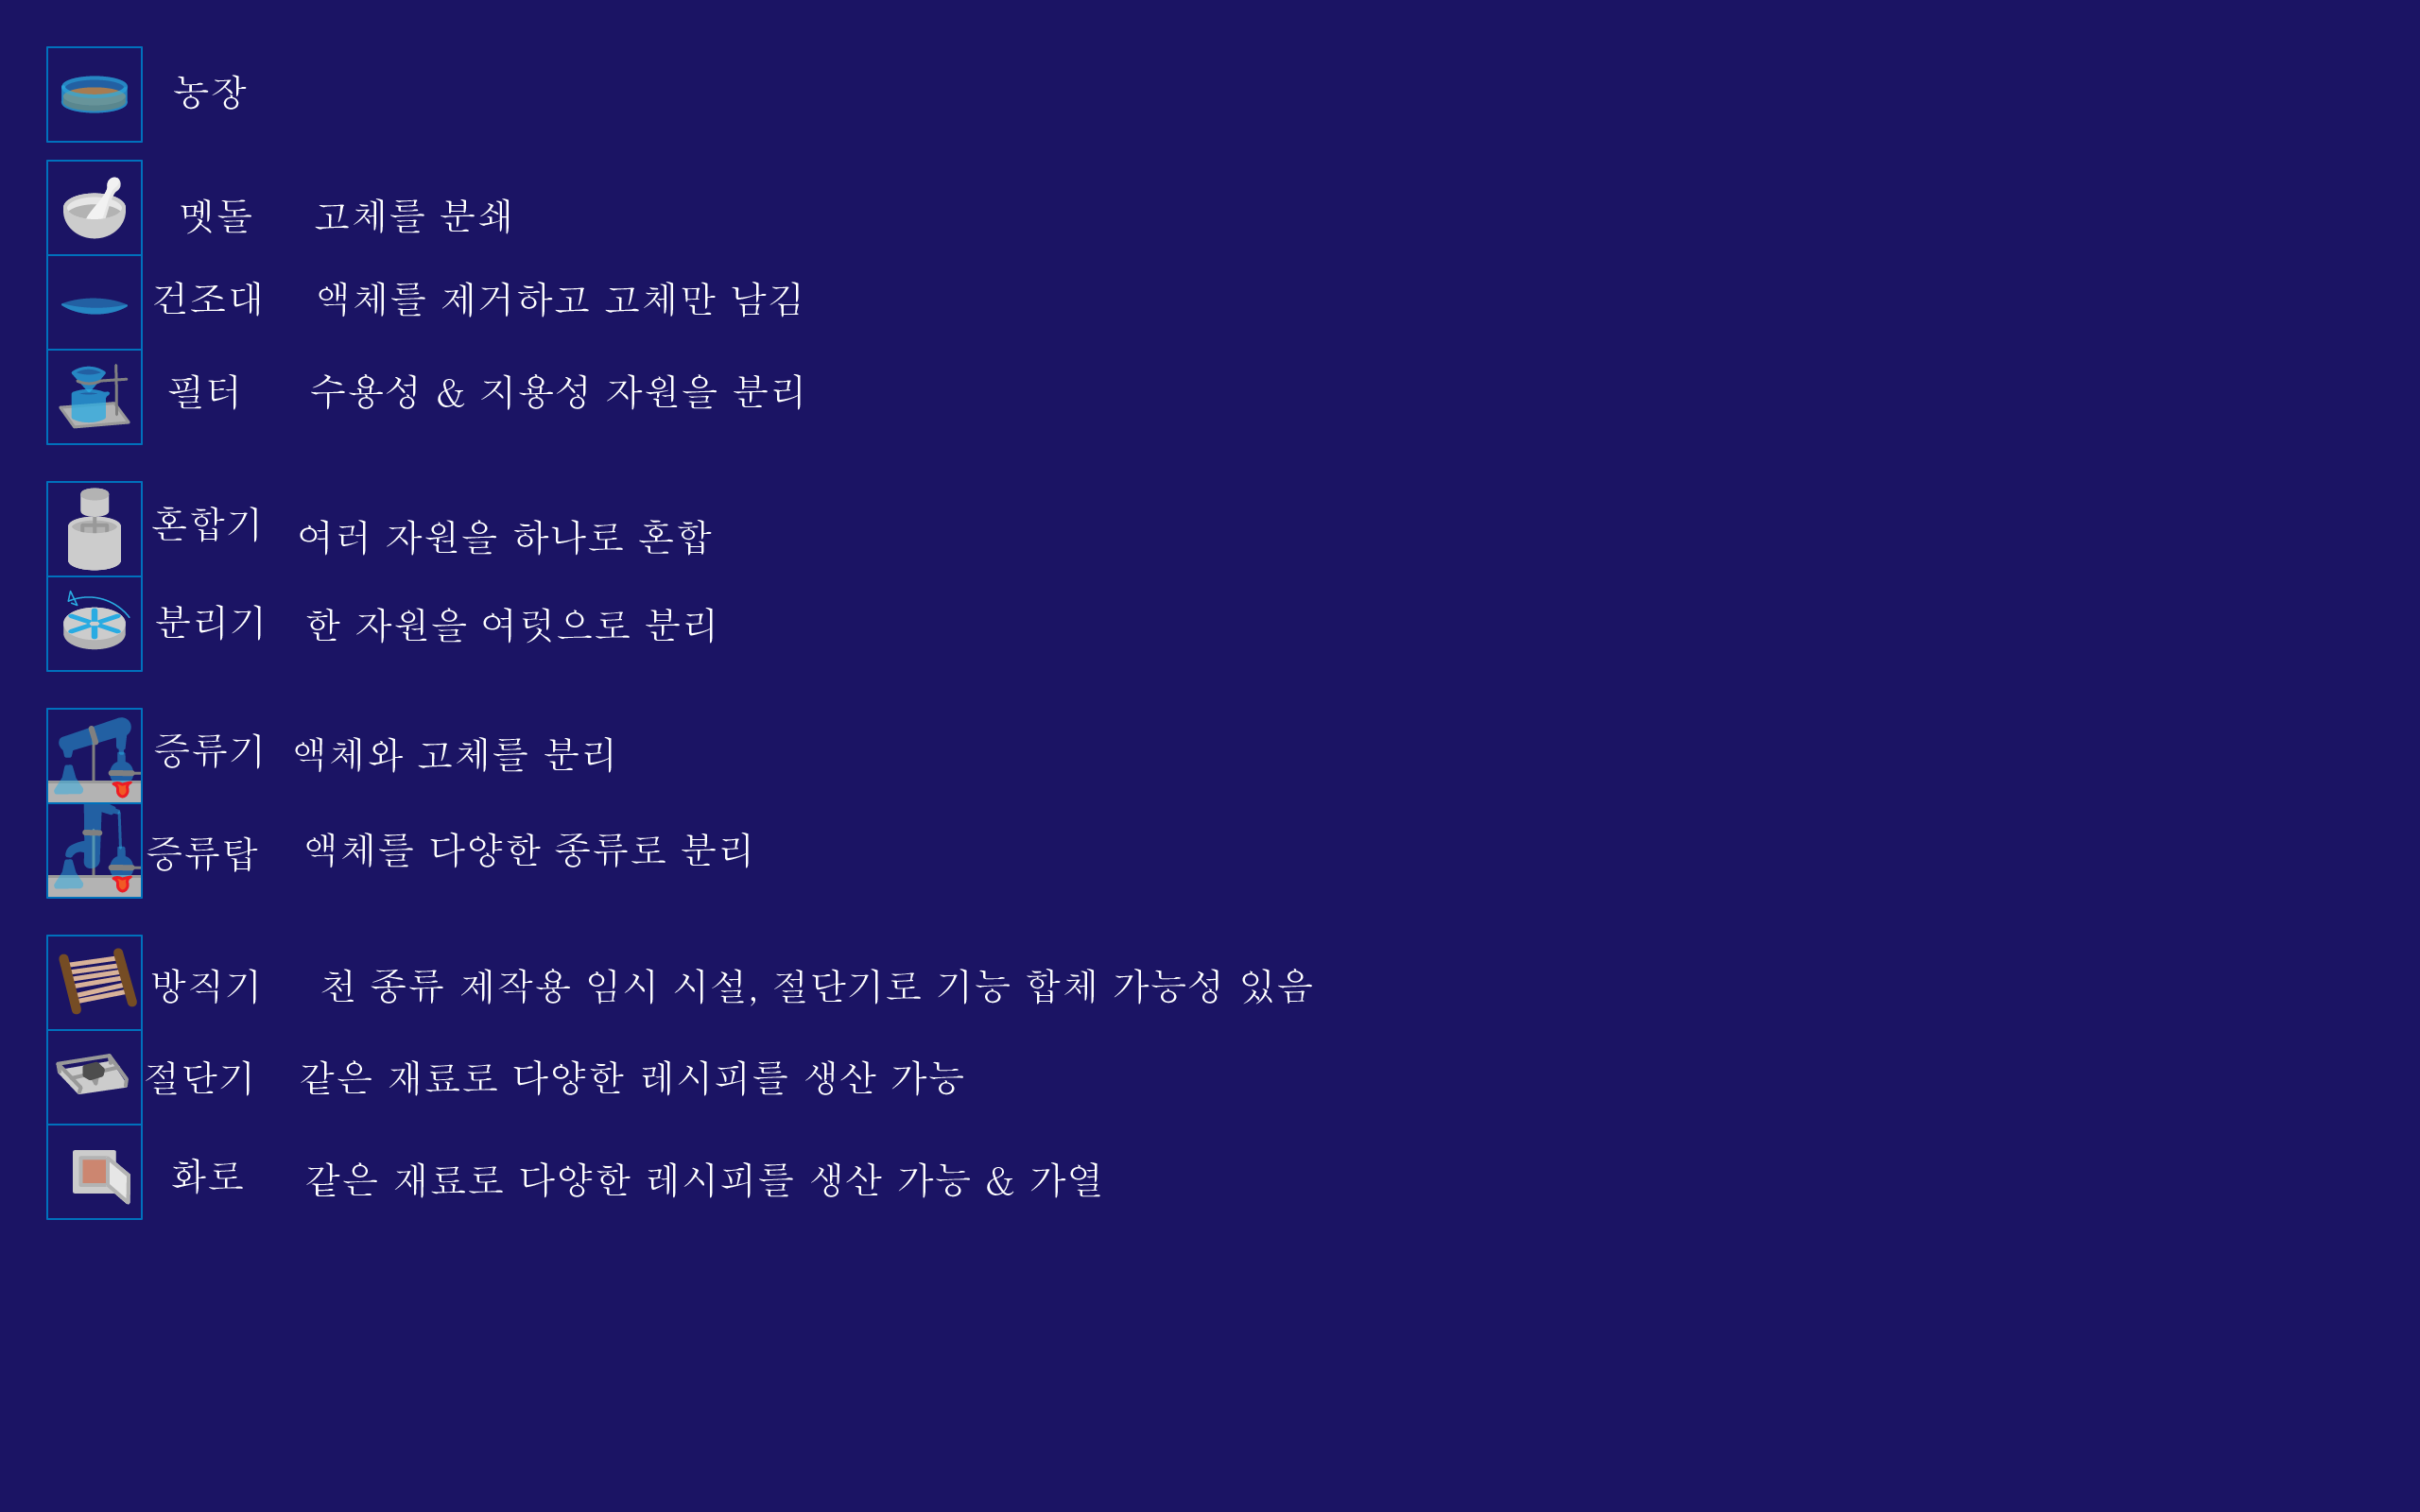 농장
멧돌 고체를 분쇄
건조대 액체를 제거하고 고체만 남김
필터 수용성 & 지용성 자원을 분리
혼합기 여러 자원을 하나로 혼합
분리기 한 자원을 여럿으로 분리
증류기 액체와 고체를 분리
증류탑 액체를 다양한 종류로 분리
방직기 천 종류 제작용 임시 시설, 절단기로 기능 합체 가능성 있음
절단기 같은 재료로 다양한 레시피를 생산 가능
화로 같은 재료로 다양한 레시피를 생산 가능 & 가열